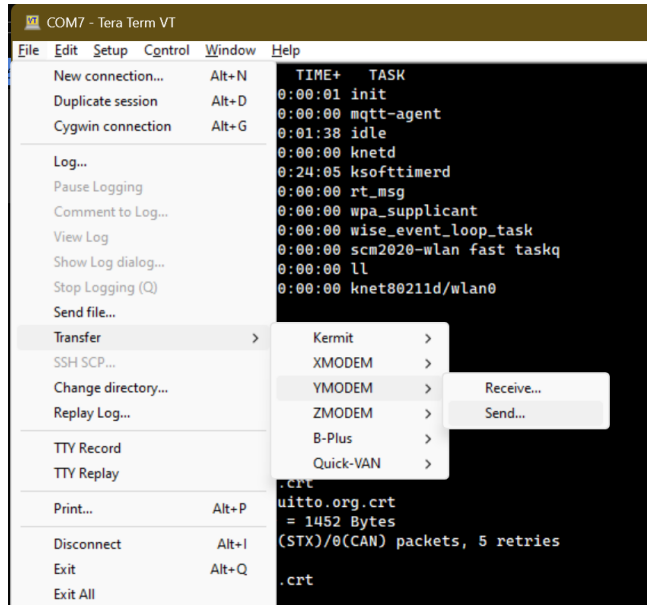 COM7 - Tera Term VT
File Edit Setup Control Window Help
New connection... Alt+N
Duplicate session Alt+D
Cygwin connection Alt+G
Log...
Pause Logging
Comment to Log...
View Log
Show Log dialog...
Stop Logging (Q)
Send file...
Transfer
SSH SCP...
Change directory...
Replay Log...
TTY Record
TTY Replay
Print... Alt+P
Disconnect Alt+I
Exit Alt+Q
Exit All
Kermit
XMODEM
YMODEM
ZMODEM
B-Plus
Quick-VAN
Receive...
Send...
TIME+ TASK
0:00:01 init
0:00:00 mqtt-agent
0:01:38 idle
0:00:00 knetd
0:24:05 ksofttimerd
0:00:00 rt_msg
0:00:00 wpa_supplicant
0:00:00 wise_event_loop_task
0:00:00 scm2020-wlan fast taskq
0:00:00 ll
0:00:00 knet80211d/wlan0
.crt
uitto.org.crt
= 1452 Bytes
(STX)/0(CAN) packets, 5 retries
.crt